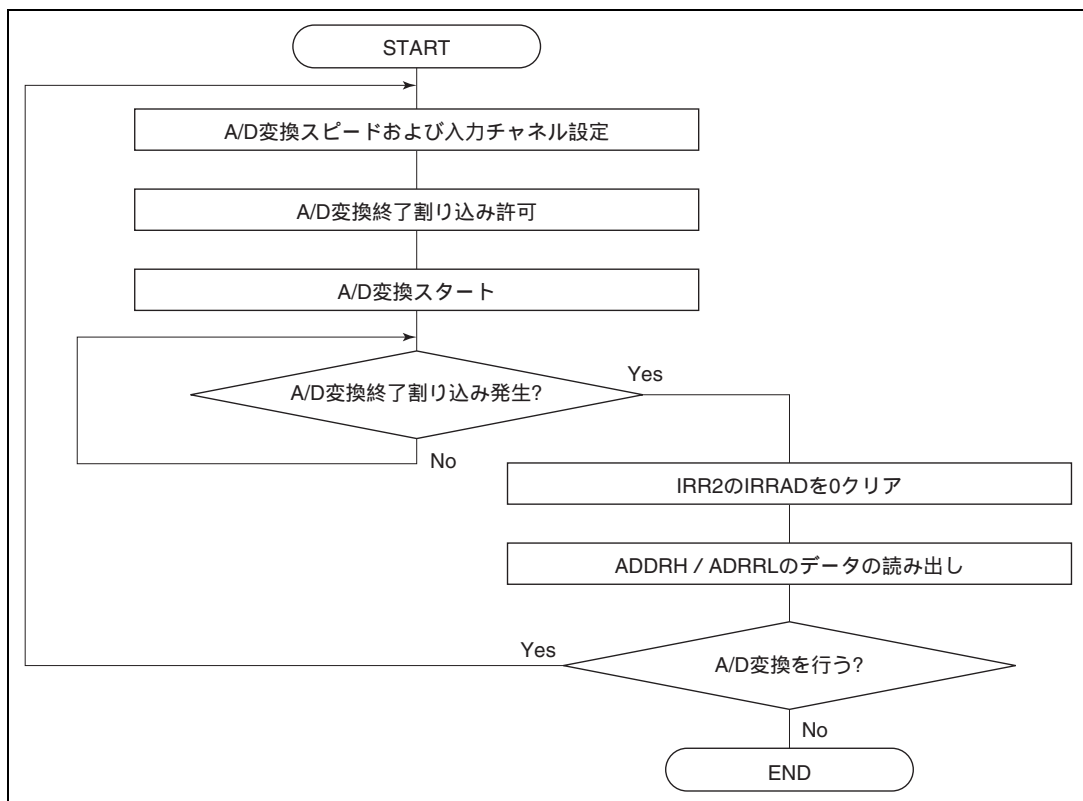 START
A/D変換スピードおよび入力チャネル設定
A/D変換終了割り込み許可
A/D変換スタート
A/D変換終了割り込み発生?
Yes
No
IRR2のIRRADを0クリア
ADDRH / ADRRLのデータの読み出し
Yes
A/D変換を行う?
No
END